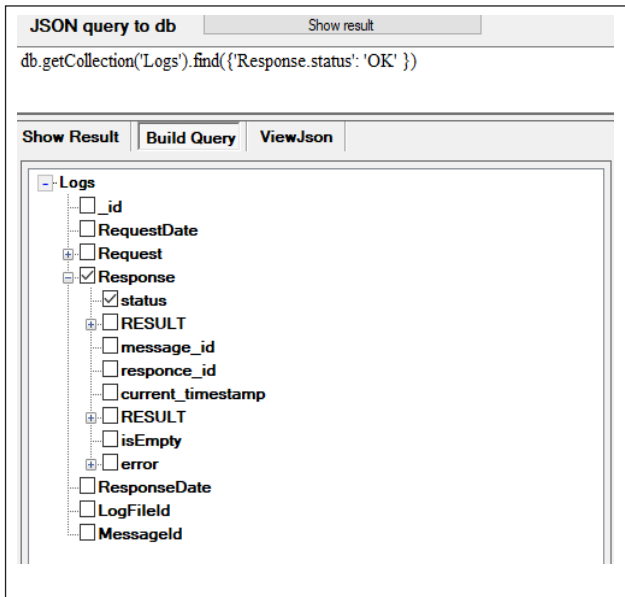 JSON query to db Show result
db.getCollection('Logs').find({'Response.status': 'OK' })
Show Result Build Query ViewJson
Logs
_id
RequestDate
Request
Response
status
RESULT
message_id
responce_id
current_timestamp
RESULT
isEmpty
error
ResponseDate
LogFileId
MessageId